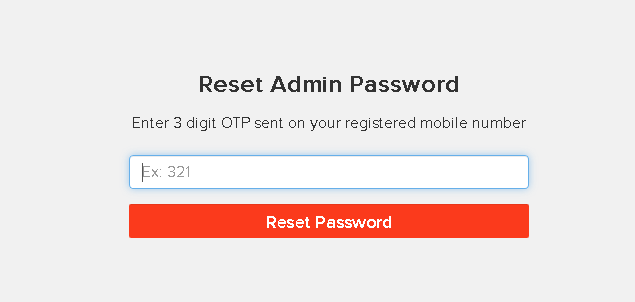 Reset Admin Password
Enter 3 digit OTP sent on your registered mobile number
Ex: 321
Reset Password